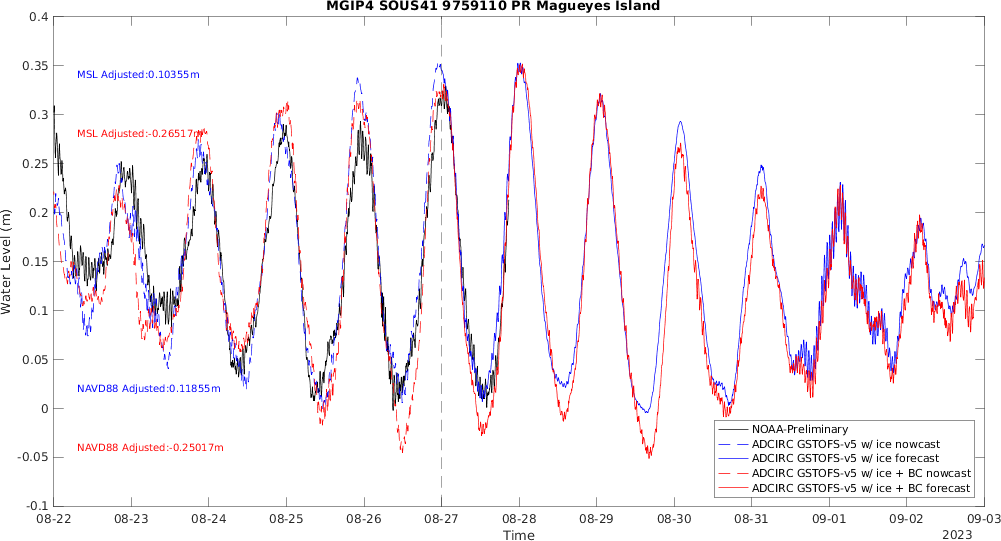 MGIP4 SOUS41 9759110 PR Magueyes Island
0.4
0.35
0.3
0.25
0.2
0.15
0.1
0.05
0
-0.05
-0.1
Water Level (m)
MSL Adjusted:0.10355m
MSL Adjusted:-0.26517m
NAVD88 Adjusted:0.11855m
NAVD88 Adjusted:-0.25017m
NOAA-Preliminary
ADCIRC GSTOFS-v5 w/ ice nowcast
ADCIRC GSTOFS-v5 w/ ice forecast
ADCIRC GSTOFS-v5 w/ ice + BC nowcast
ADCIRC GSTOFS-v5 w/ ice + BC forecast
08-22 08-23 08-24 08-25 08-26 08-27 08-28 08-29 08-30 08-31 09-01 09-02 09-03
Time
2023